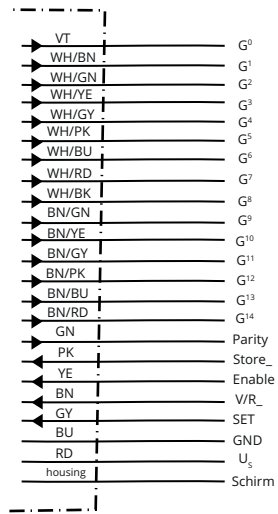 VT G⁰
WH/BN G¹
WH/GN G²
WH/YE G³
WH/GY G⁴
WH/PK G⁵
WH/BU G⁶
WH/RD G⁷
WH/BK G⁸
BN/GN G⁹
BN/YE G¹⁰
BN/GY G¹¹
BN/PK G¹²
BN/BU G¹³
BN/RD G¹⁴
GN Parity
PK Store_
YE Enable
BN V/R_
GY SET
BU GND
RD Uₛ
housing Schirm